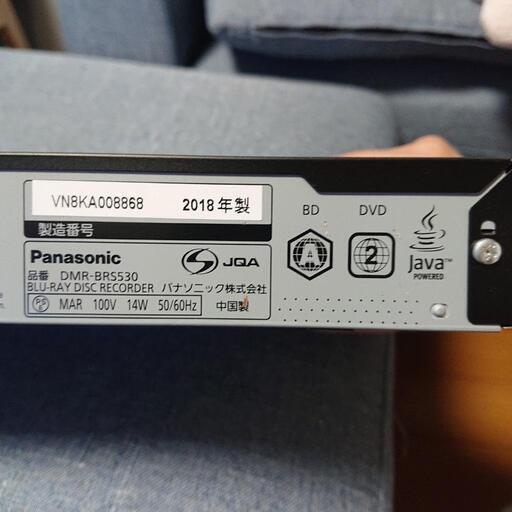 VN8KA008868 2018年製
製造番号
Panasonic
JQA
品番 DMR-BRS530
BLU-RAY DISC RECORDER パナソニック株式会社
PS MAR 100V 14W 50/60Hz 中国製
BD
A
DVD
2
Java™
POWERED